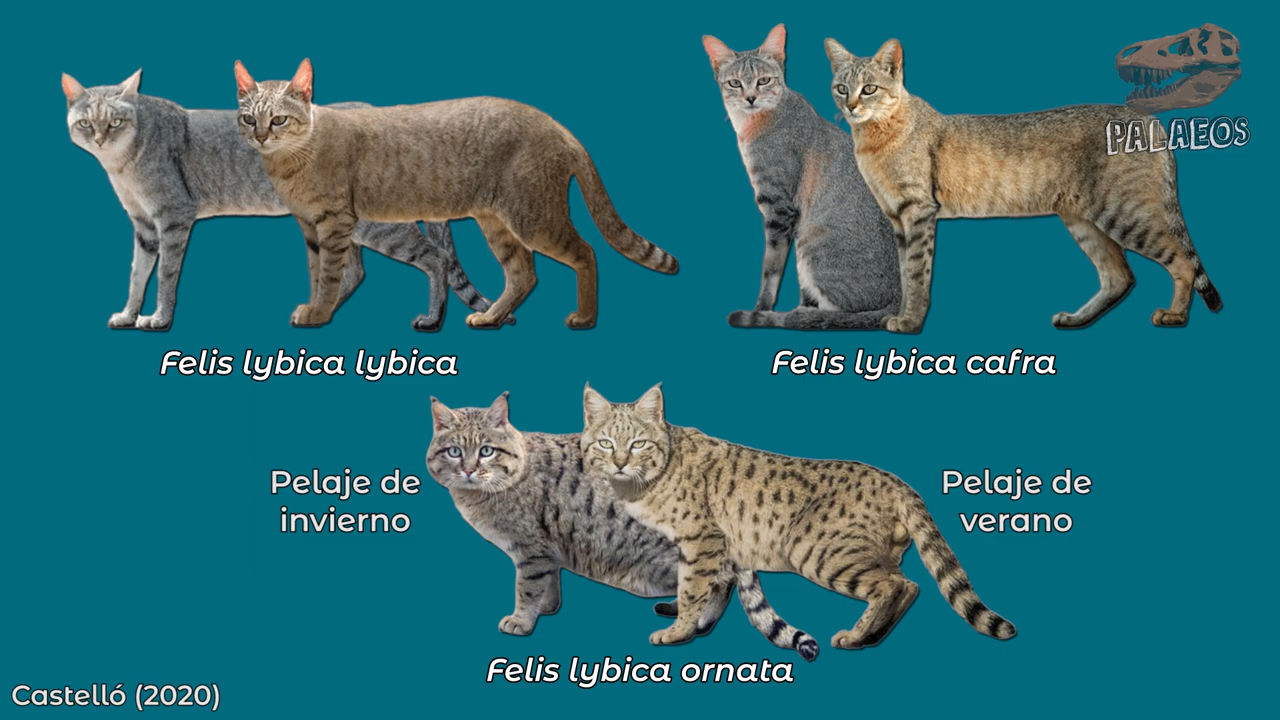 PALAEOS
Felis lybica lybica
Felis lybica cafra
Pelaje de
invierno
Pelaje de
verano
Felis lybica ornata
Castelló (2020)